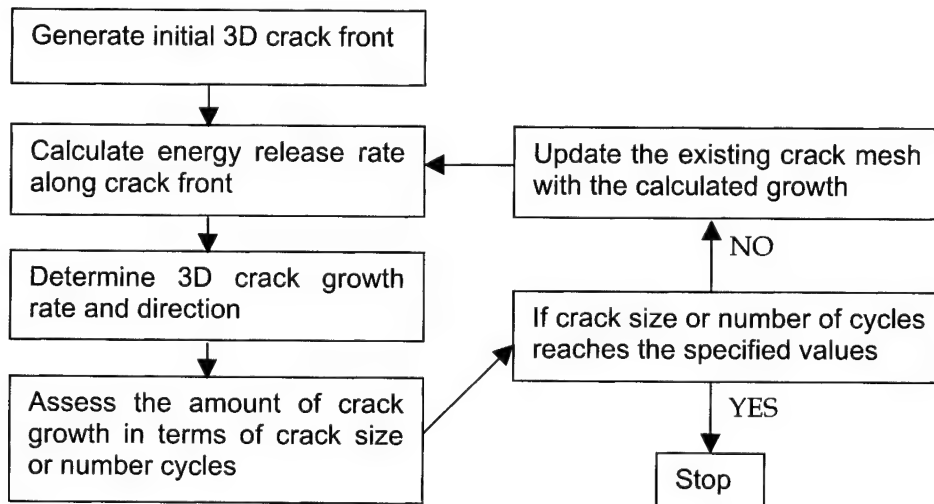 Generate initial 3D crack front
Calculate energy release rate
along crack front
Determine 3D crack growth
rate and direction
Assess the amount of crack
growth in terms of crack size
or number cycles
Update the existing crack mesh
with the calculated growth
NO
If crack size or number of cycles
reaches the specified values
YES
Stop